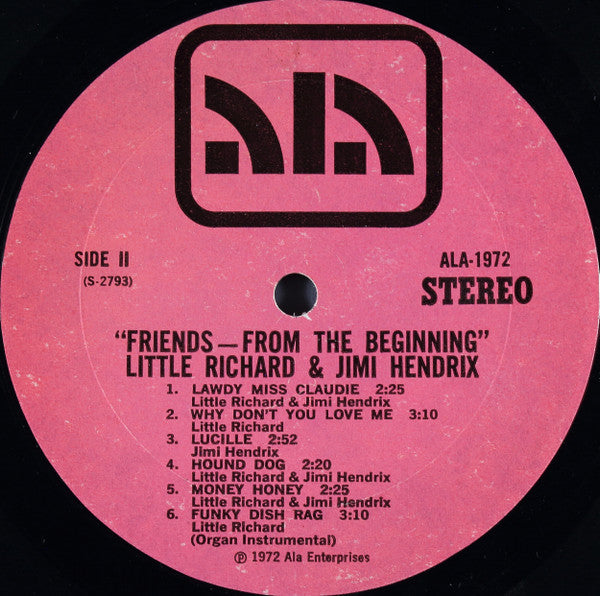 ala
SIDE II
(S-2793)
ALA-1972
STEREO
"FRIENDS—FROM THE BEGINNING"
LITTLE RICHARD & JIMI HENDRIX
1. LAWDY MISS CLAUDIE 2:25
Little Richard & Jimi Hendrix
2. WHY DON'T YOU LOVE ME 3:10
Little Richard
3. LUCILLE 2:52
Jimi Hendrix
4. HOUND DOG 2:20
Little Richard & Jimi Hendrix
5. MONEY HONEY 2:25
Little Richard & Jimi Hendrix
6. FUNKY DISH RAG 3:10
Little Richard
(Organ Instrumental)
℗ 1972 Ala Enterprises